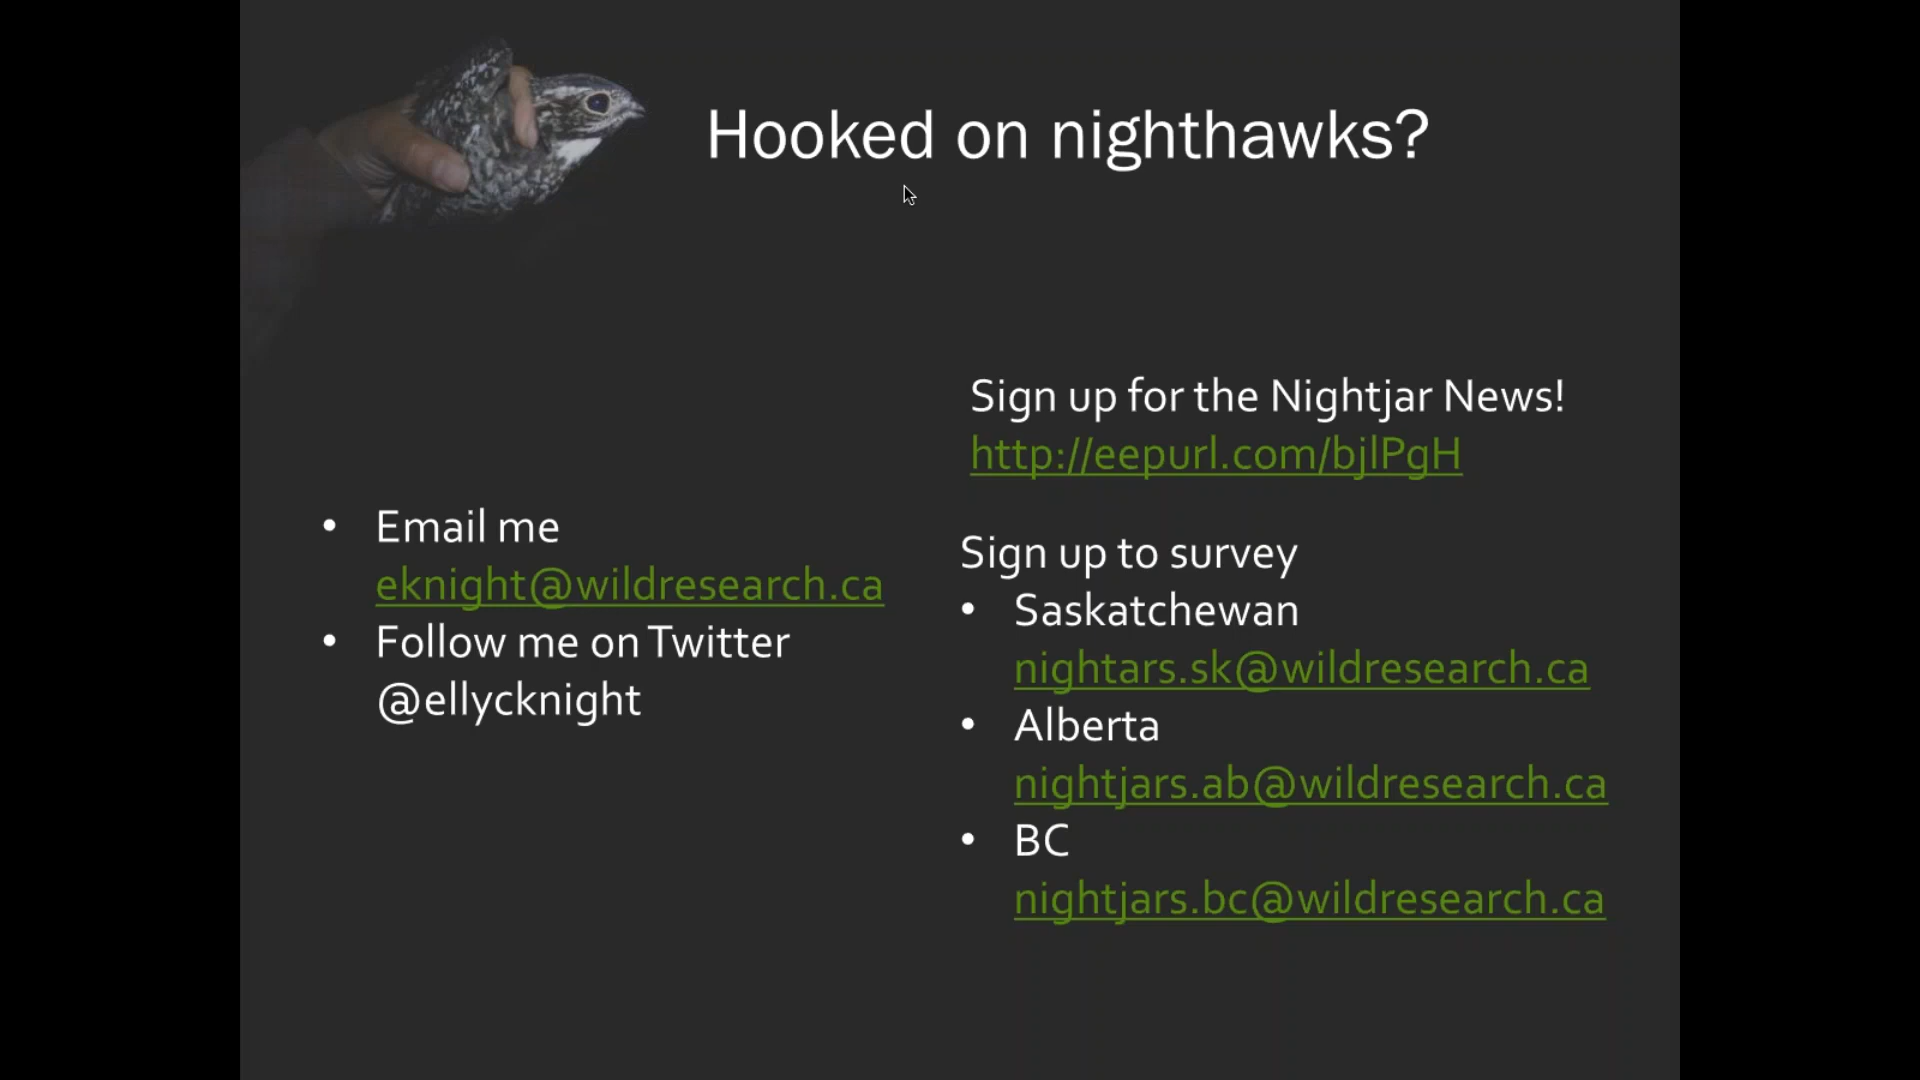 Hooked on nighthawks?
• Email me
eknight@wildresearch.ca
• Follow me on Twitter
@ellycknight
Sign up for the Nightjar News!
http://eepurl.com/bjlPgH
Sign up to survey
• Saskatchewan
nightars.sk@wildresearch.ca
• Alberta
nightjars.ab@wildresearch.ca
• BC
nightjars.bc@wildresearch.ca